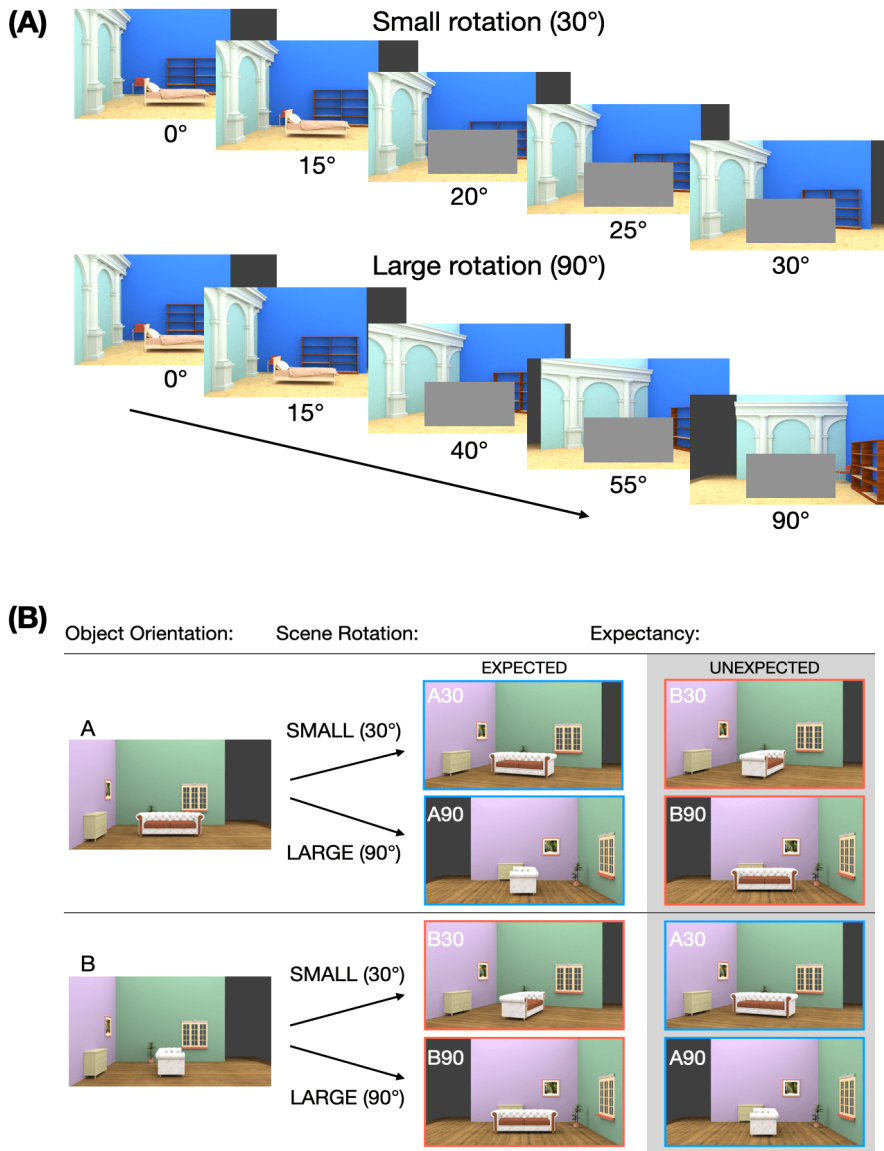 (A)
Small rotation (30°)
0°
15°
20°
25°
30°
Large rotation (90°)
0°
15°
40°
55°
90°
(B)
Object Orientation: Scene Rotation: Expectancy:
EXPECTED UNEXPECTED
A
SMALL (30°)
LARGE (90°)
A30
B30
A90
B90
B
SMALL (30°)
LARGE (90°)
B30
A30
B90
A90